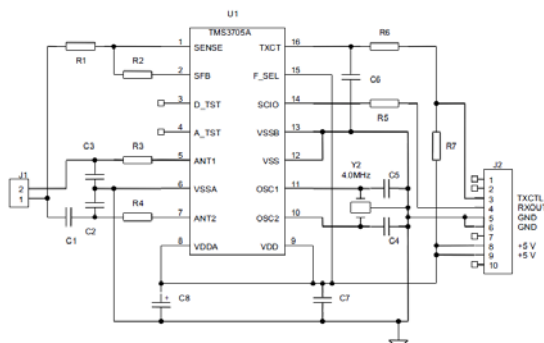 U1
TMS3705A
1 SENSE TXCT 16
R1
R2
R6
2 SFB F_SEL 15
C6
3 D_TST SCIO 14
R5
4 A_TST VSSB 13
R7
J1
2
1
C3
R3
5 ANT1 VSS 12
Y2
4.0MHz
C5
6 VSSA OSC1 11
C1
C2
R4
7 ANT2 OSC2 10
C4
8 VDDA VDD 9
C8
+
C7
J2
1
2
3 TXCTL
4 RXOUT
5 GND
6 GND
7
8 +5 V
9 +5 V
10